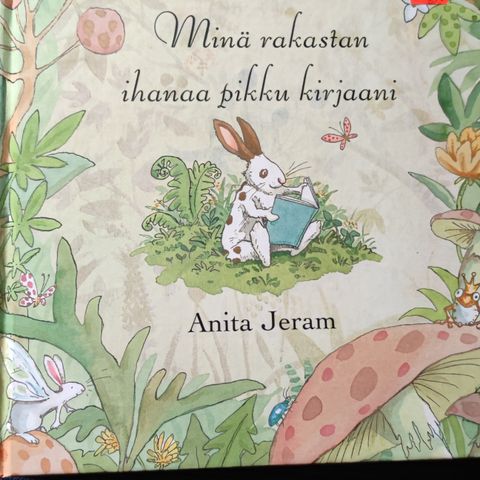 Minä rakastan
ihanaa pikku kirjaani
Anita Jeram